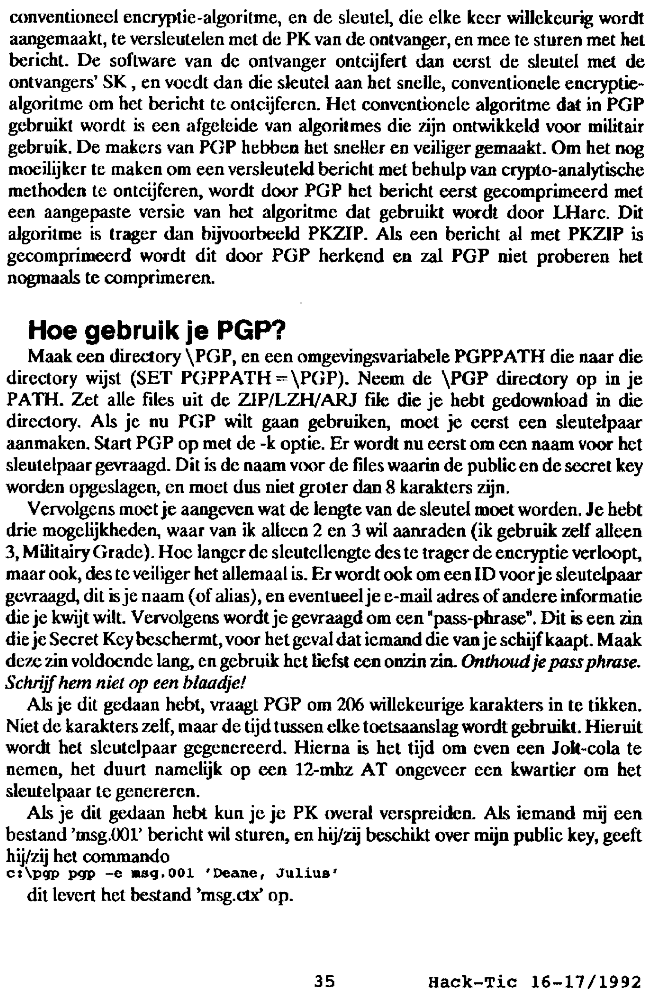 conventioneel encryptie-algoritme, en de sleutel, die elke keer willekeurig wordt
aangemaakt, te versleutelen met de PK van de ontvanger, en mee te sturen met het
bericht. De software van de ontvanger ontcijfert dan eerst de sleutel met de
ontvangers' SK , en voedt dan die sleutel aan het snelle, conventionele encryptie-
algoritme om het bericht te ontcijferen. Het conventionele algoritme dat in PGP
gebruikt wordt is een afgeleide van algoritmes die zijn ontwikkeld voor militair
gebruik. De makers van PGP hebben het sneller en veiliger gemaakt. Om het nog
moeilijker te maken om een versleuteld bericht met behulp van crypto-analytische
methoden te ontcijferen, wordt door PGP het bericht eerst gecomprimeerd met
een aangepaste versie van het algoritme dat gebruikt wordt door LHarc. Dit
algoritme is trager dan bijvoorbeeld PKZIP. Als een bericht al met PKZIP is
gecomprimeerd wordt dit door PGP herkend en zal PGP niet proberen het
nogmaals te comprimeren.
Hoe gebruik je PGP?
Maak een directory \PGP, en een omgevingsvariabele PGPPATH die naar die
directory wijst (SET PGPPATH=\PGP). Neem de \PGP directory op in je
PATH. Zet alle files uit de ZIP/LZH/ARJ file die je hebt gedownload in die
directory. Als je nu PGP wilt gaan gebruiken, moet je eerst een sleutelpaar
aanmaken. Start PGP op met de -k optie. Er wordt nu eerst om een naam voor het
sleutelpaar gevraagd. Dit is de naam voor de files waarin de public en de secret key
worden opgeslagen, en moet dus niet groter dan 8 karakters zijn.
Vervolgens moet je aangeven wat de lengte van de sleutel moet worden. Je hebt
drie mogelijkheden, waar van ik alleen 2 en 3 wil aanraden (ik gebruik zelf alleen
3, Militairy Grade). Hoe langer de sleutellengte des te trager de encryptie verloopt,
maar ook, des te veiliger het allemaal is. Er wordt ook om een ID voor je sleutelpaar
gevraagd, dit is je naam (of alias), en eventueel je e-mail adres of andere informatie
die je kwijt wilt. Vervolgens wordt je gevraagd om een "pass-phrase". Dit is een zin
die je Secret Key beschermt, voor het geval dat iemand die van je schijf kaapt. Maak
deze zin voldoende lang, en gebruik het liefst een onzin zin. Onthoud je pass phrase.
Schrijf hem niet op een blaadje!
Als je dit gedaan hebt, vraagt PGP om 206 willekeurige karakters in te tikken.
Niet de karakters zelf, maar de tijd tussen elke toetsaanslag wordt gebruikt. Hieruit
wordt het sleutelpaar gegenereerd. Hierna is het tijd om even een Jolt-cola te
nemen, het duurt namelijk op een 12-mhz AT ongeveer een kwartier om het
sleutelpaar te genereren.
Als je dit gedaan hebt kun je je PK overal verspreiden. Als iemand mij een
bestand 'msg.001' bericht wil sturen, en hij/zij beschikt over mijn public key, geeft
hij/zij het commando
c:\pgp pgp -e msg.001 'Deane, Julius'
dit levert het bestand 'msg.ctx' op.
35 Hack-Tic 16-17/1992